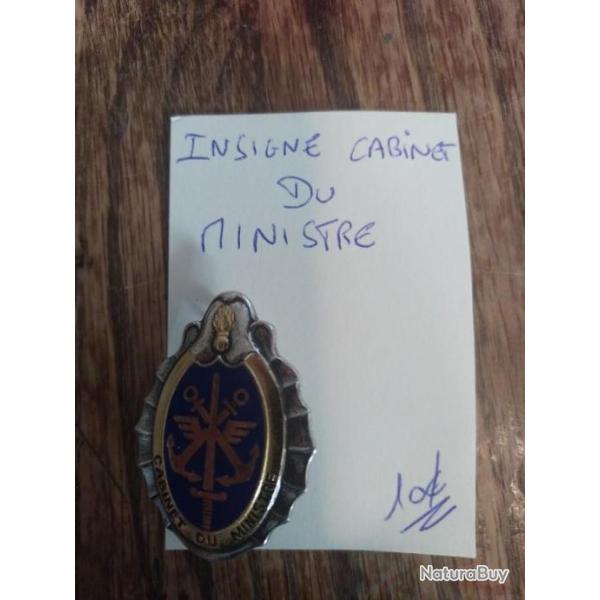 INSIGNE CABINET
DU
MINISTRE
CABINET DU MINISTRE
10€
NaturaBuy